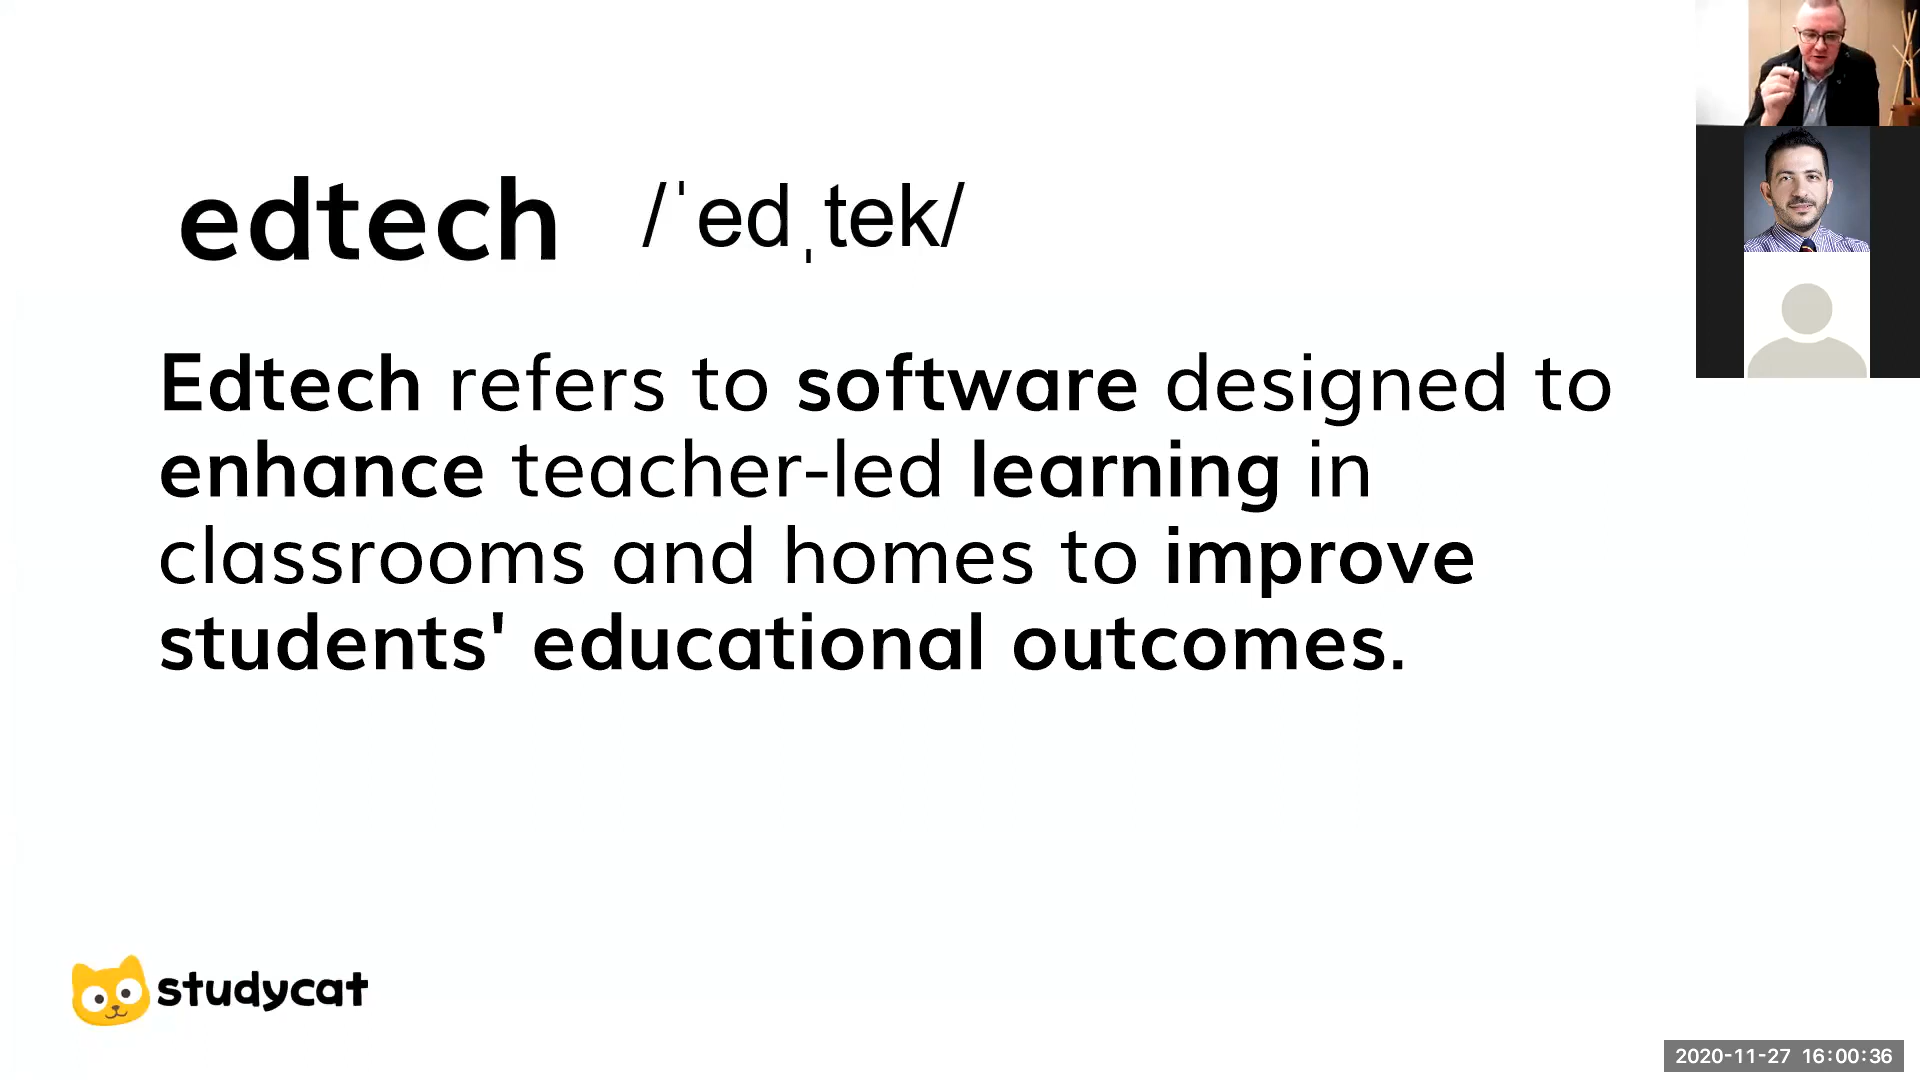 edtech /ˈedˌtek/
Edtech refers to software designed to
enhance teacher-led learning in
classrooms and homes to improve
students' educational outcomes.
studycat
2020-11-27 16:00:36